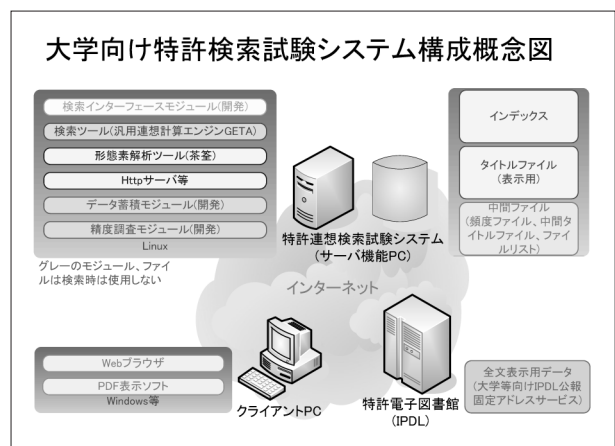 大学向け特許検索試験システム構成概念図
検索インターフェースモジュール(開発)
検索ツール(汎用連想計算エンジンGETA)
形態素解析ツール(茶筌)
Httpサーバ等
データ蓄積モジュール(開発)
精度調査モジュール(開発)
Linux
グレーのモジュール、ファイ
ルは検索時は使用しない
特許連想検索試験システム
(サーバ機能PC)
インデックス
タイトルファイル
(表示用)
中間ファイル
(頻度ファイル、中間タ
イトルファイル、ファイ
ルリスト)
インターネット
Webブラウザ
PDF表示ソフト
Windows等
クライアントPC
特許電子図書館
(IPDL)
全文表示用データ
(大学等向けIPDL公報
固定アドレスサービス)